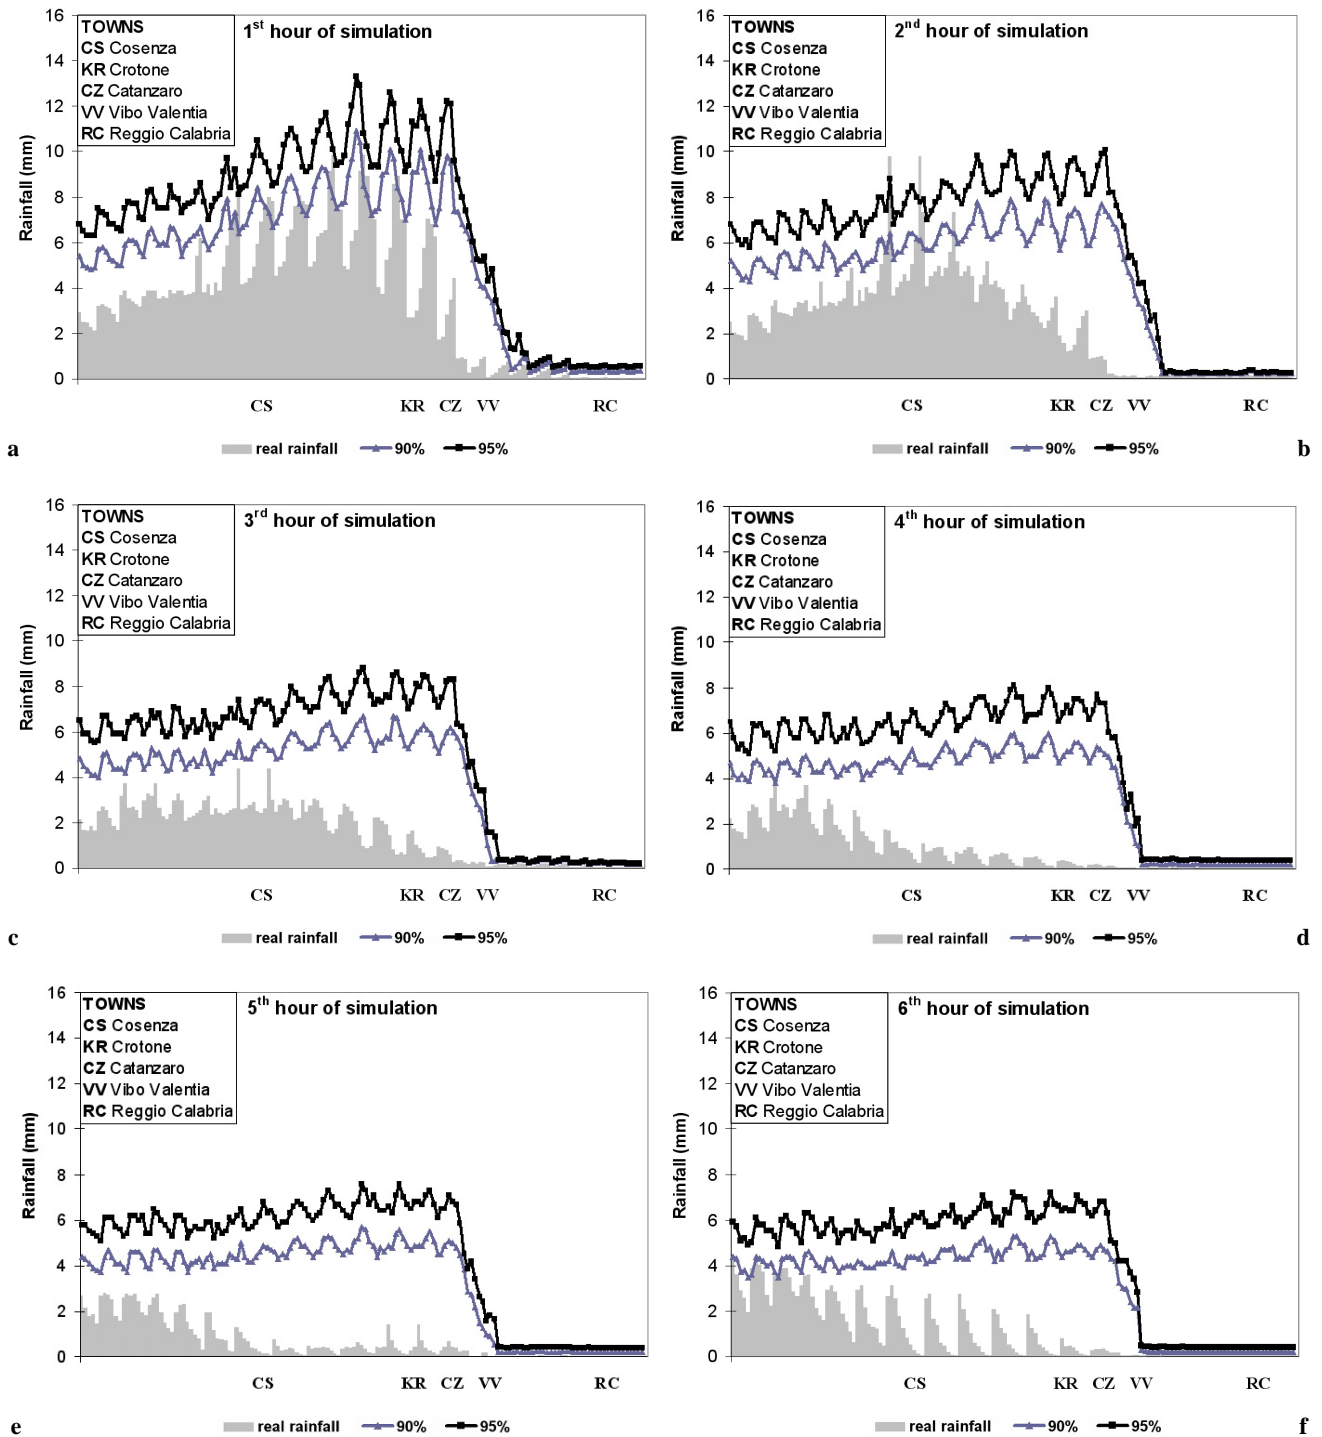 16
14
12
10
8
6
4
2
0
Rainfall (mm)
TOWNS
CS Cosenza
KR Crotone
CZ Catanzaro
VV Vibo Valentia
RC Reggio Calabria
1st hour of simulation
CS KR CZ VV RC
real rainfall 90% 95%
a
16
14
12
10
8
6
4
2
0
Rainfall (mm)
TOWNS
CS Cosenza
KR Crotone
CZ Catanzaro
VV Vibo Valentia
RC Reggio Calabria
2nd hour of simulation
CS KR CZ VV RC
real rainfall 90% 95%
b
16
14
12
10
8
6
4
2
0
Rainfall (mm)
TOWNS
CS Cosenza
KR Crotone
CZ Catanzaro
VV Vibo Valentia
RC Reggio Calabria
3rd hour of simulation
CS KR CZ VV RC
real rainfall 90% 95%
c
16
14
12
10
8
6
4
2
0
Rainfall (mm)
TOWNS
CS Cosenza
KR Crotone
CZ Catanzaro
VV Vibo Valentia
RC Reggio Calabria
4th hour of simulation
CS KR CZ VV RC
real rainfall 90% 95%
d
16
14
12
10
8
6
4
2
0
Rainfall (mm)
TOWNS
CS Cosenza
KR Crotone
CZ Catanzaro
VV Vibo Valentia
RC Reggio Calabria
5th hour of simulation
CS KR CZ VV RC
real rainfall 90% 95%
e
16
14
12
10
8
6
4
2
0
Rainfall (mm)
TOWNS
CS Cosenza
KR Crotone
CZ Catanzaro
VV Vibo Valentia
RC Reggio Calabria
6th hour of simulation
CS KR CZ VV RC
real rainfall 90% 95%
f